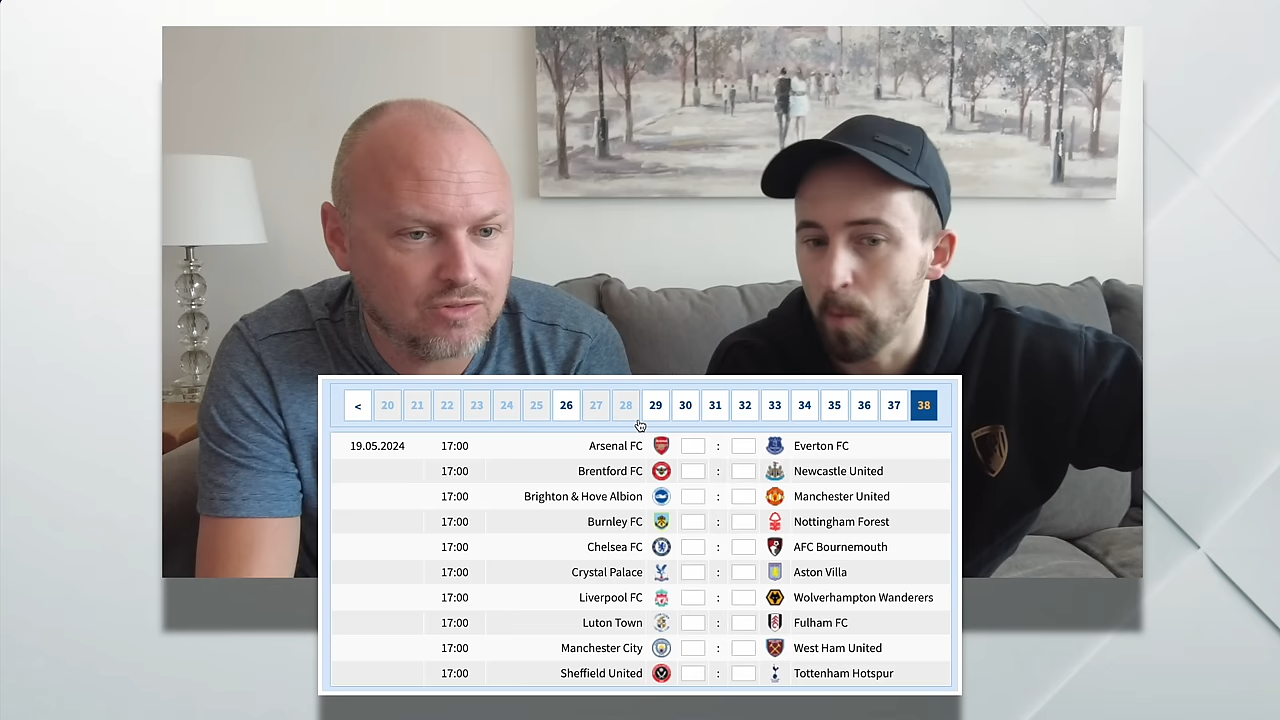 < 20 21 22 23 24 25 26 27 28 29 30 31 32 33 34 35 36 37 38
19.05.2024 17:00 Arsenal FC : Everton FC
17:00 Brentford FC : Newcastle United
17:00 Brighton & Hove Albion : Manchester United
17:00 Burnley FC : Nottingham Forest
17:00 Chelsea FC : AFC Bournemouth
17:00 Crystal Palace : Aston Villa
17:00 Liverpool FC : Wolverhampton Wanderers
17:00 Luton Town : Fulham FC
17:00 Manchester City : West Ham United
17:00 Sheffield United : Tottenham Hotspur